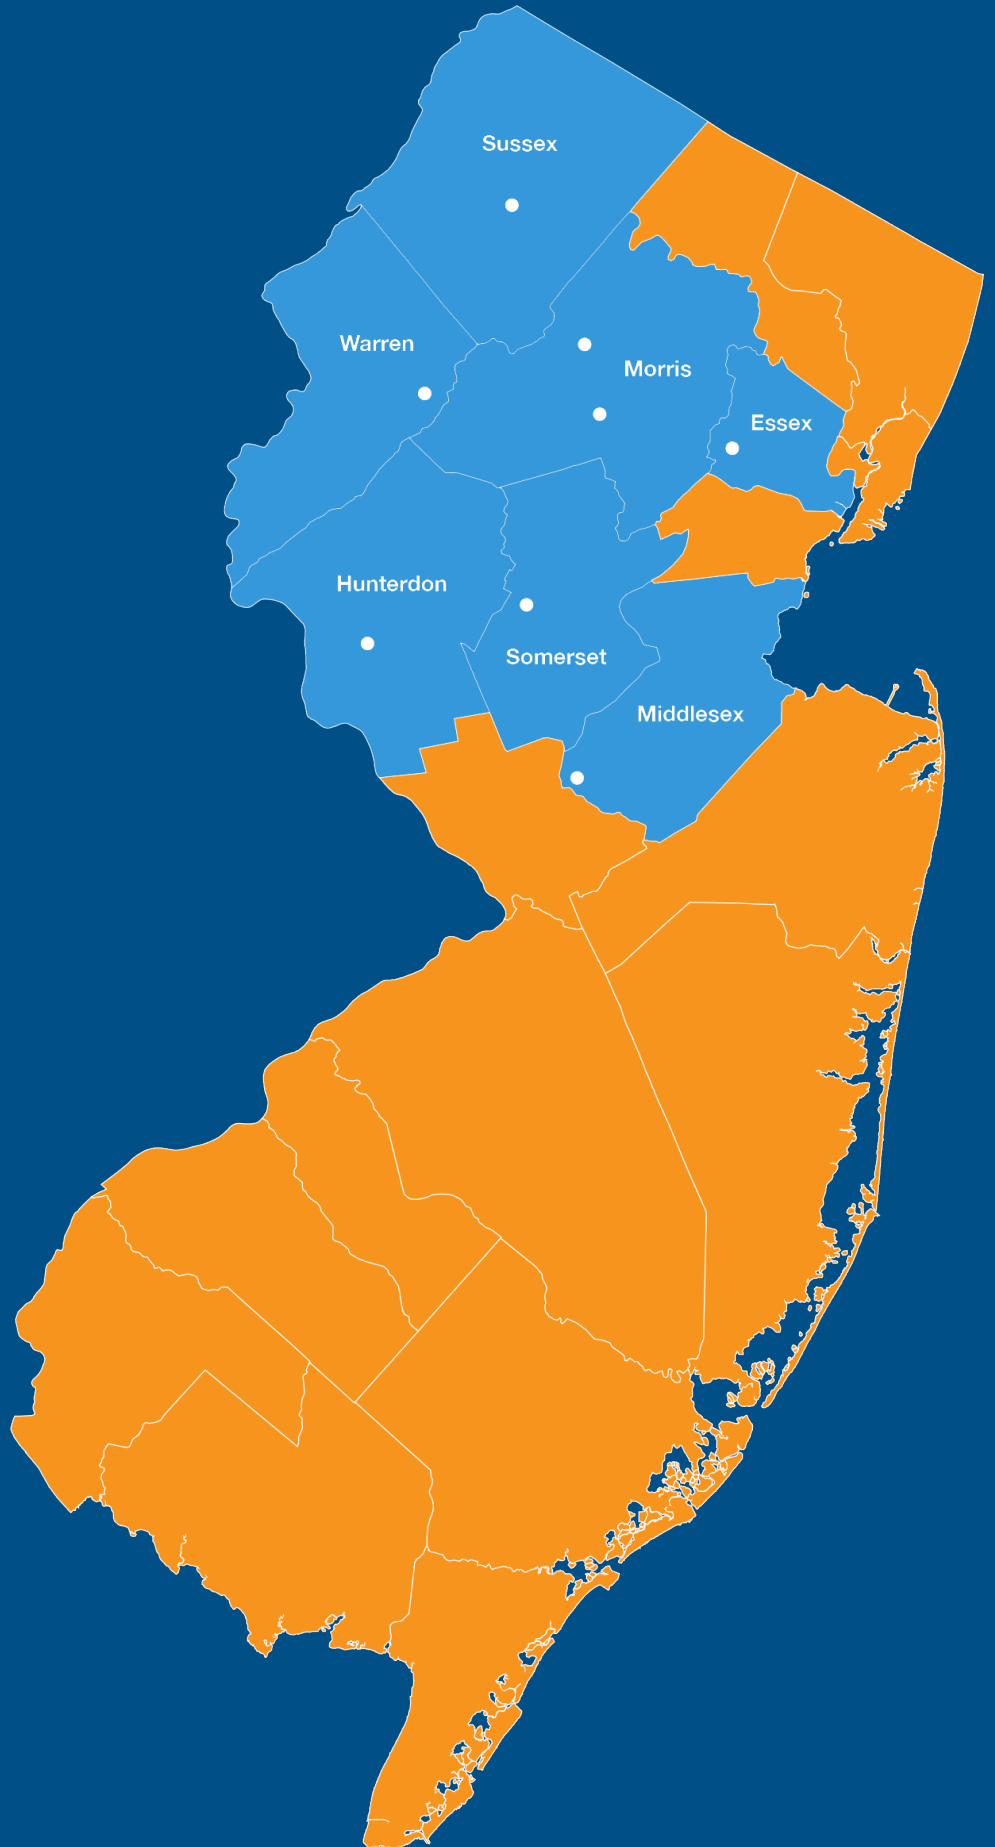 Sussex
Warren
Morris
Essex
Hunterdon
Somerset
Middlesex